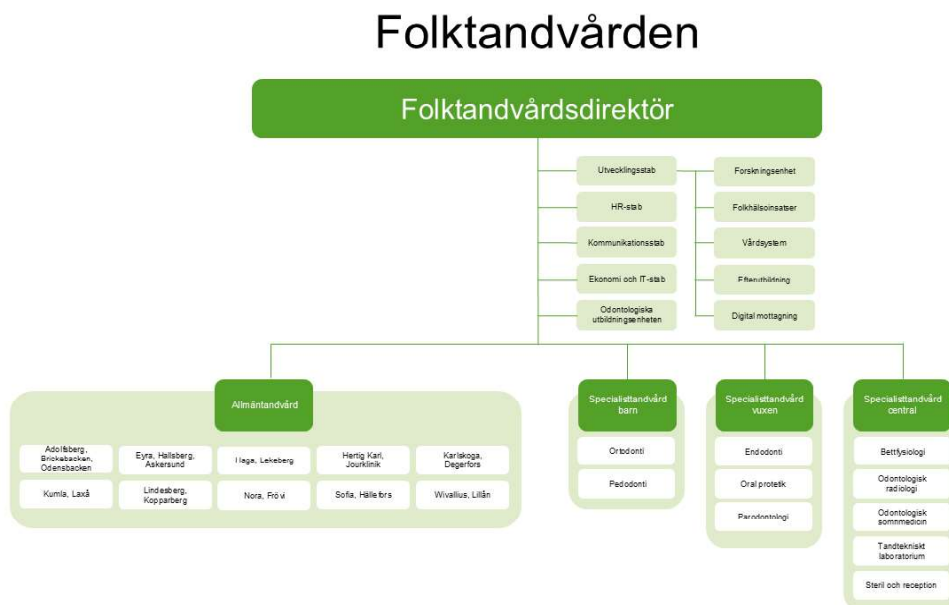 Folktandvården
Folktandvårdsdirektör
Utvecklingsstab
HR-stab
Kommunikationsstab
Ekonomi och IT-stab
Odontologiska
utbildningsenheten
Forskningsenhet
Folkhälsoinsatser
Vårdsystem
Efterutbildning
Digital mottagning
Allmäntandvård
Adolfsberg,
Brickebacken,
Odensbacken
Eyra, Hallsberg,
Askersund
Haga, Lekeberg
Hertig Karl,
Jourklinik
Karlskoga,
Degerfors
Kumla, Laxå
Lindesberg,
Kopparberg
Nora, Frövi
Sofia, Hällefors
Wivallius, Lillån
Specialisttandvård
barn
Ortodonti
Pedodonti
Specialisttandvård
vuxen
Endodonti
Oral protetik
Parodontologi
Specialisttandvård
central
Bettfysiologi
Odontologisk
radiologi
Odontologisk
sömnmedicin
Tandtekniskt
laboratorium
Steril och reception